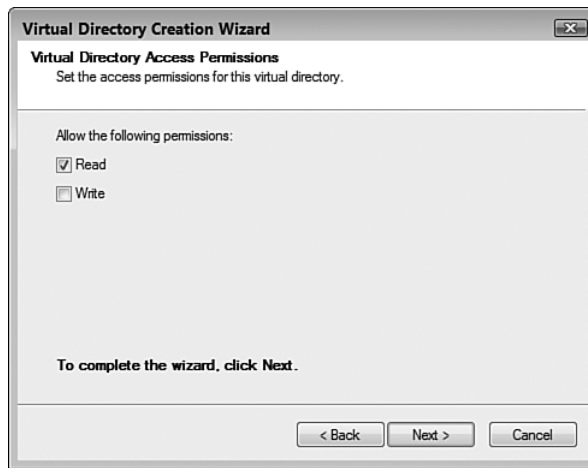 Virtual Directory Creation Wizard
Virtual Directory Access Permissions
Set the access permissions for this virtual directory.
Allow the following permissions:
Read
Write
To complete the wizard, click Next.
< Back Next > Cancel